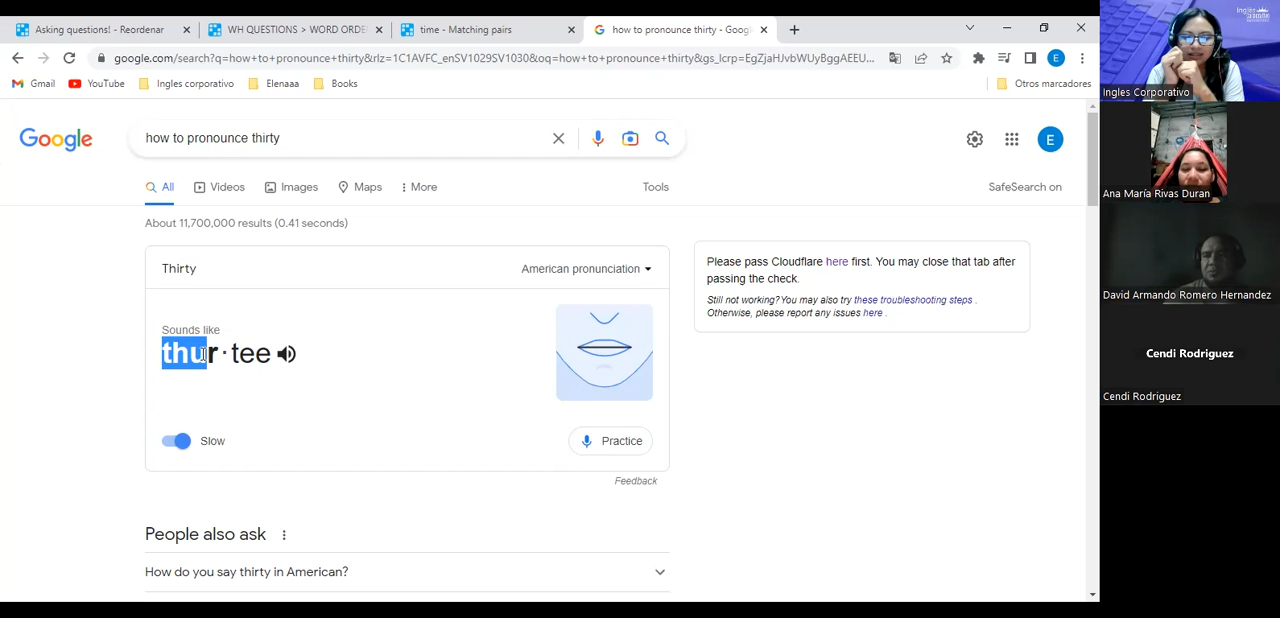 Asking questions! - Reordenar
WH QUESTIONS > WORD ORDE
time - Matching pairs
how to pronounce thirty - Goog
google.com/search?q=how+to+pronounce+thirty&rlz=1C1AVFC_enSV1029SV1030&oq=how+to+pronounce+thirty&gs_lcrp=EgZjaHJvbWUyBggAEEU...
E
Gmail
YouTube
Ingles corporativo
Elenaaa
Books
Otros marcadores
Google
how to pronounce thirty
E
All
Videos
Images
Maps
More
Tools
SafeSearch on
About 11,700,000 results (0.41 seconds)
Thirty
American pronunciation
Sounds like
thur · tee
Slow
Practice
Feedback
People also ask
How do you say thirty in American?
Please pass Cloudflare here first. You may close that tab after
passing the check.
Still not working? You may also try these troubleshooting steps .
Otherwise, please report any issues here .
Ingles
Ingles Corporativo
Ana María Rivas Duran
David Armando Romero Hernandez
Cendi Rodriguez
Cendi Rodriguez